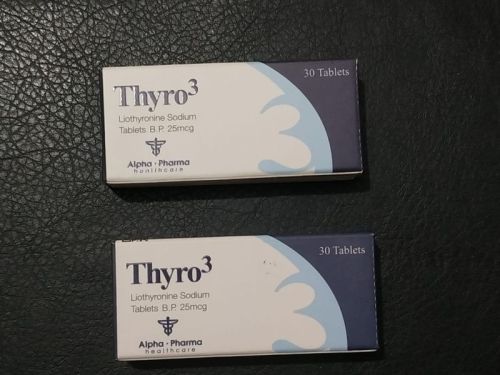 30 Tablets
Thyro3
Liothyronine Sodium
Tablets B.P. 25mcg
Alpha - Pharma
healthcare
30 Tablets
Thyro3
Liothyronine Sodium
Tablets B.P. 25mcg
Alpha - Pharma
healthcare